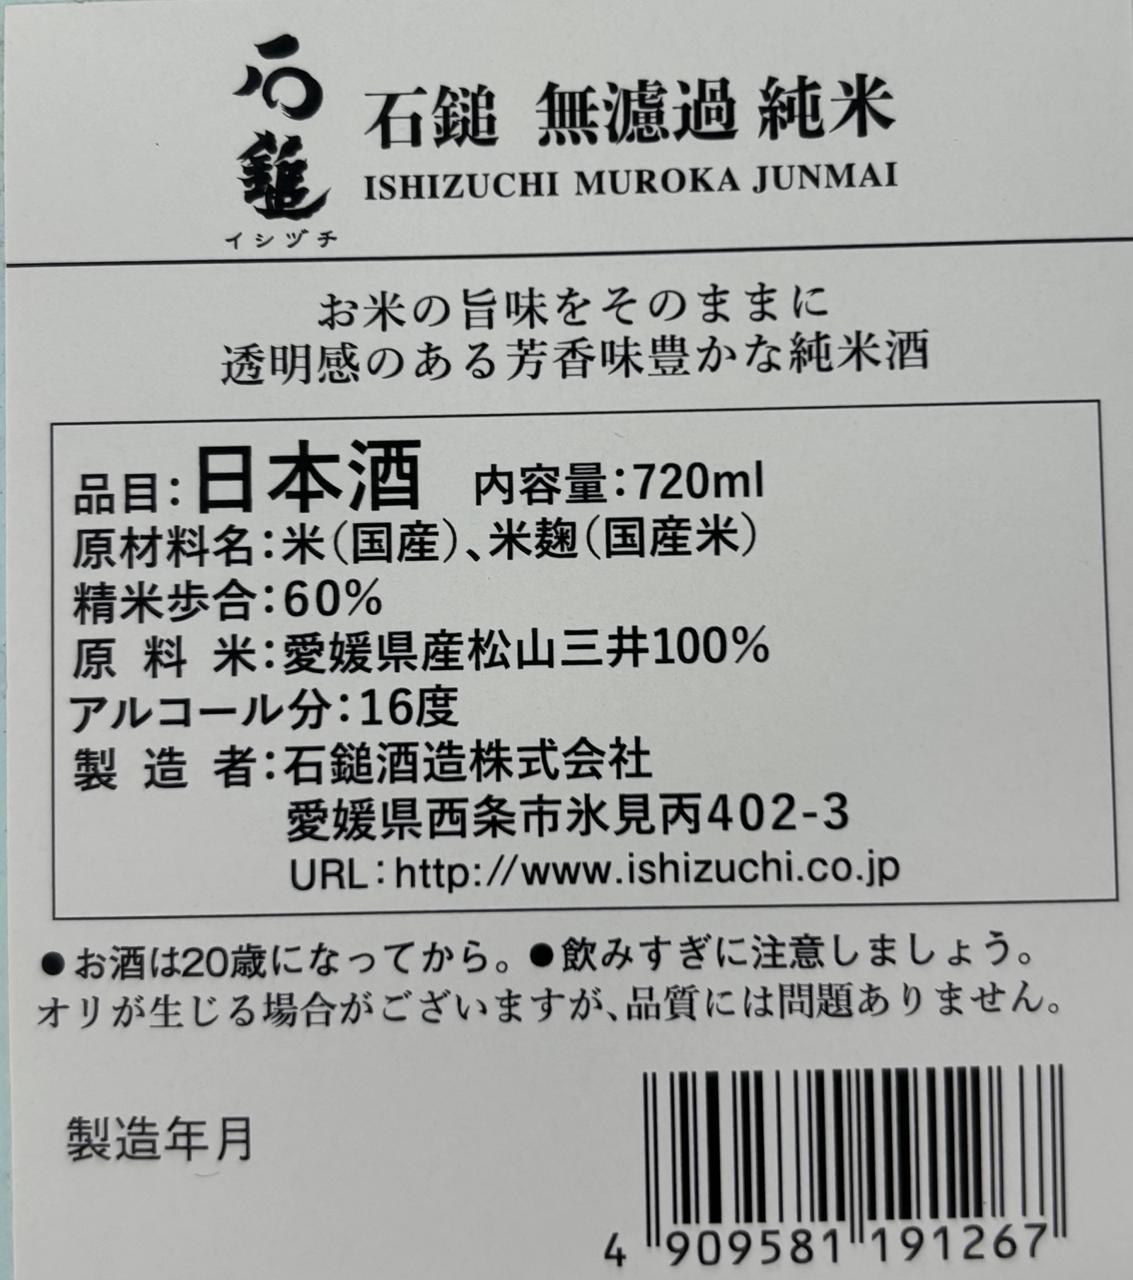 石鎚
イシヅチ
石鎚 無濾過 純米
ISHIZUCHI MUROKA JUNMAI
お米の旨味をそのままに
透明感のある芳香味豊かな純米酒
品目：日本酒 内容量：720ml
原材料名：米（国産）、米麹（国産米）
精米歩合：60%
原料米：愛媛県産松山三井100%
アルコール分：16度
製造者：石鎚酒造株式会社
愛媛県西条市氷見丙402-3
URL：http://www.ishizuchi.co.jp
●お酒は20歳になってから。●飲みすぎに注意しましょう。
オリが生じる場合がございますが、品質には問題ありません。
製造年月
4 909581 191267